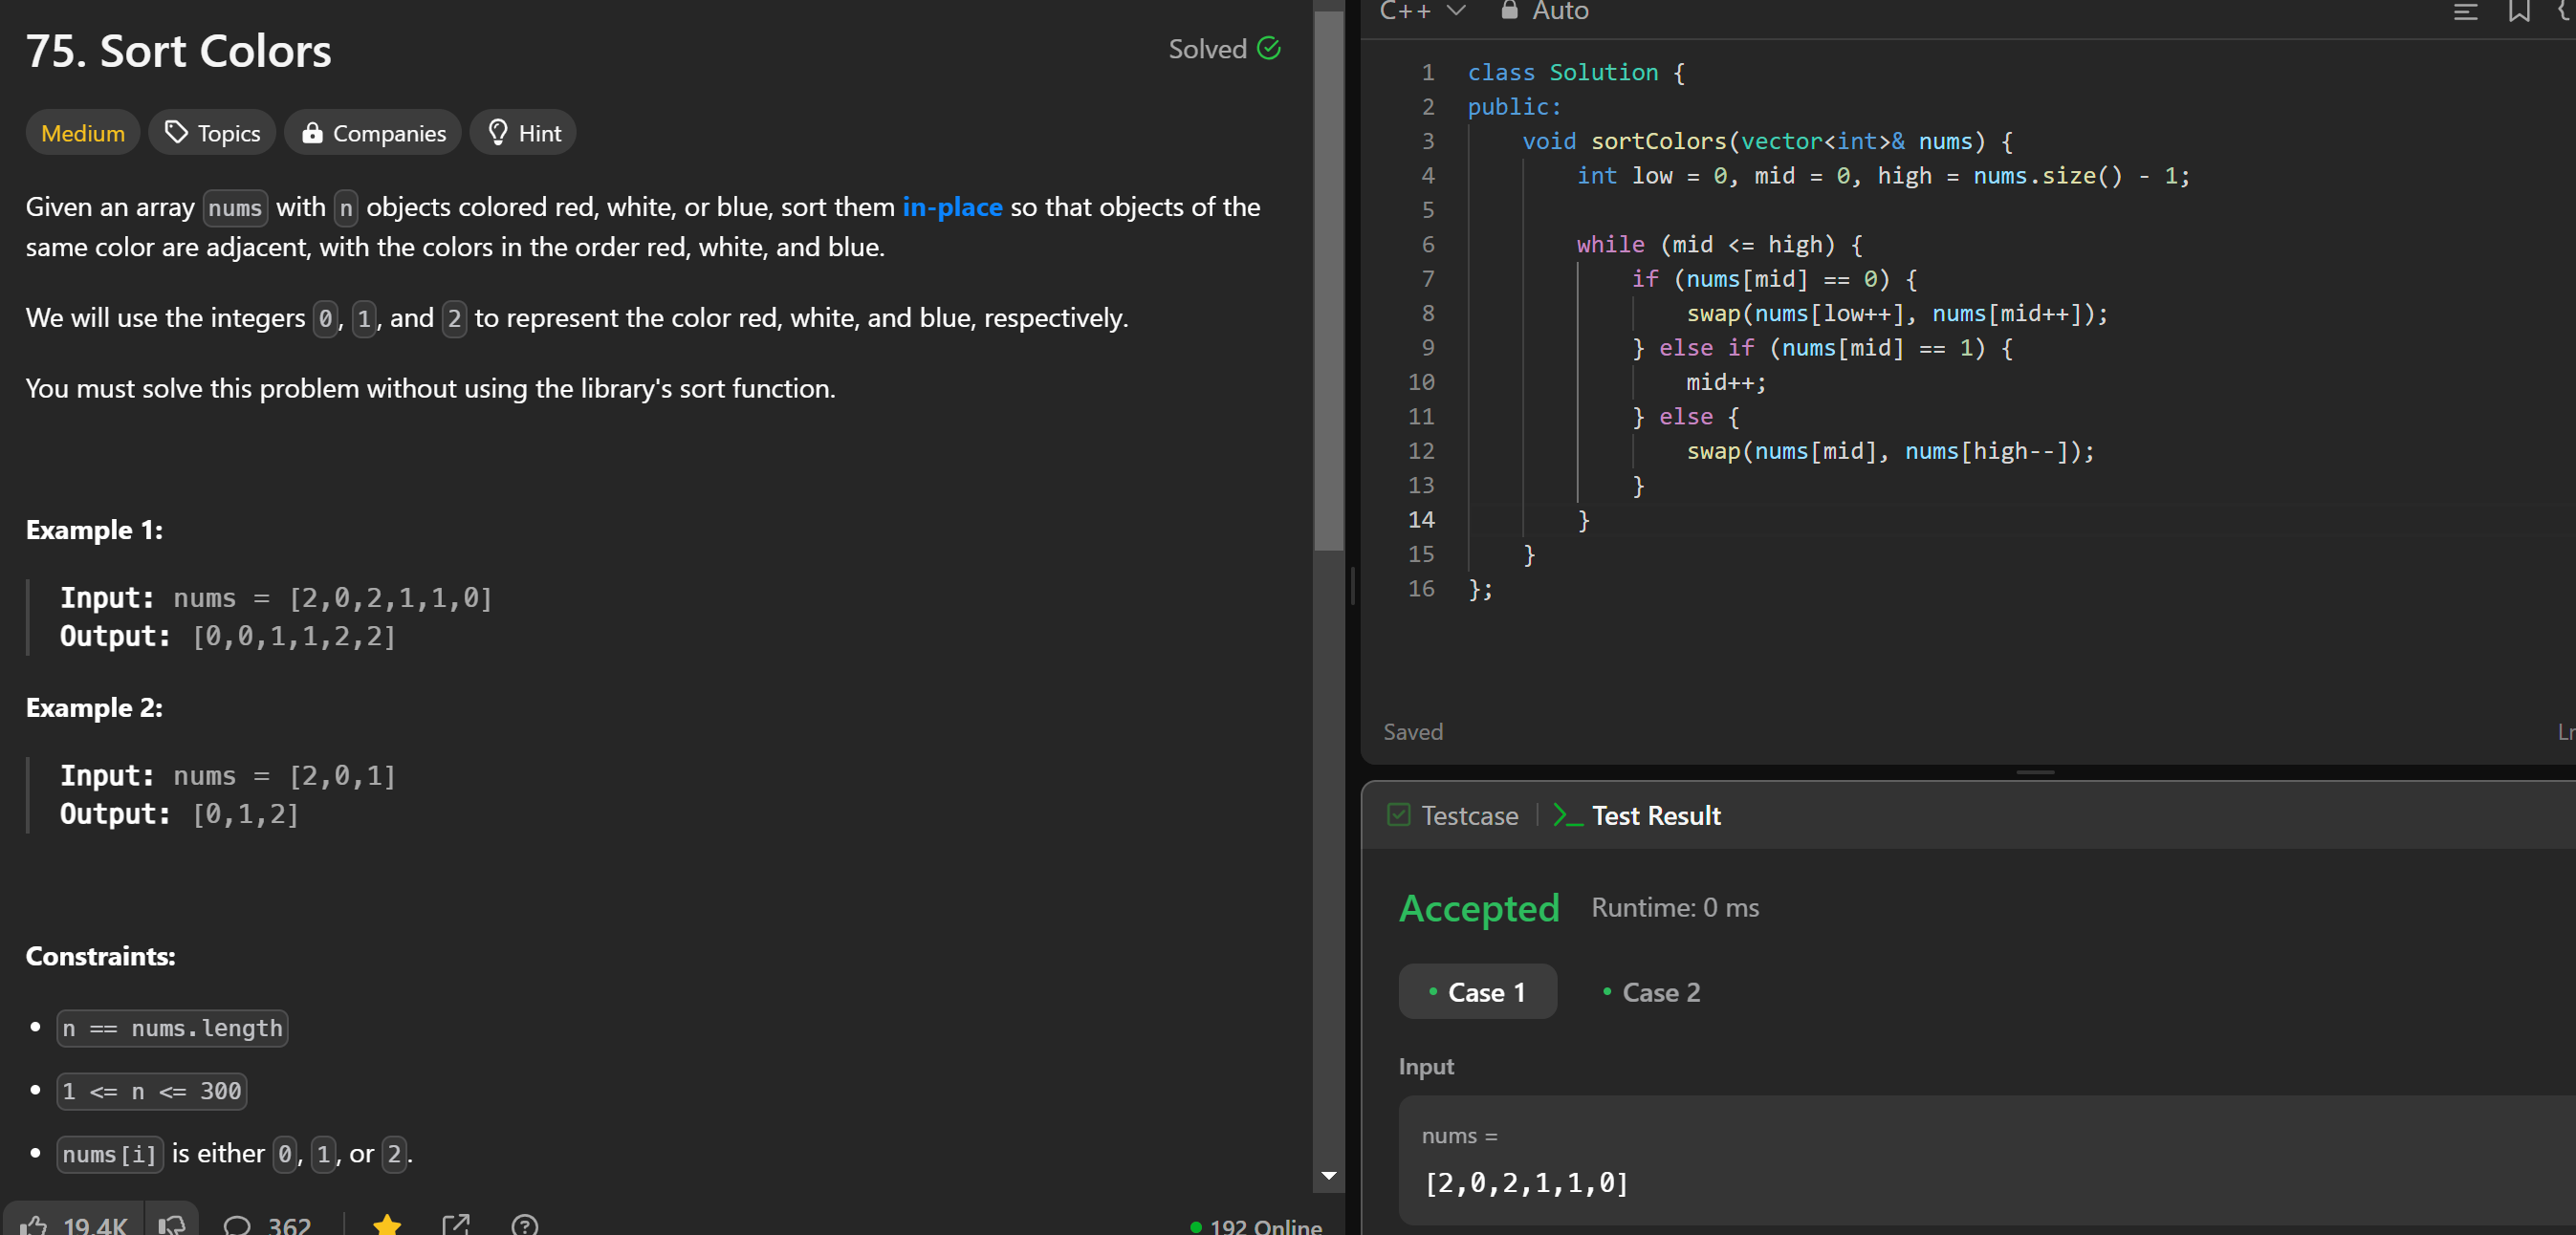 75. Sort Colors
Solved
Medium Topics Companies Hint
Given an array nums with n objects colored red, white, or blue, sort them in-place so that objects of the
same color are adjacent, with the colors in the order red, white, and blue.
We will use the integers 0, 1, and 2 to represent the color red, white, and blue, respectively.
You must solve this problem without using the library's sort function.
Example 1:
Input: nums = [2,0,2,1,1,0]
Output: [0,0,1,1,2,2]
Example 2:
Input: nums = [2,0,1]
Output: [0,1,2]
Constraints:
n == nums.length
1 <= n <= 300
nums[i] is either 0, 1, or 2.
19.4K 362 192 Online
C++ Auto
1 class Solution {
2 public:
3     void sortColors(vector<int>& nums) {
4         int low = 0, mid = 0, high = nums.size() - 1;
5
6         while (mid <= high) {
7             if (nums[mid] == 0) {
8                 swap(nums[low++], nums[mid++]);
9             } else if (nums[mid] == 1) {
10                 mid++;
11             } else {
12                 swap(nums[mid], nums[high--]);
13             }
14         }
15     }
16 };
Saved
Testcase Test Result
Accepted Runtime: 0 ms
Case 1 Case 2
Input
nums =
[2,0,2,1,1,0]